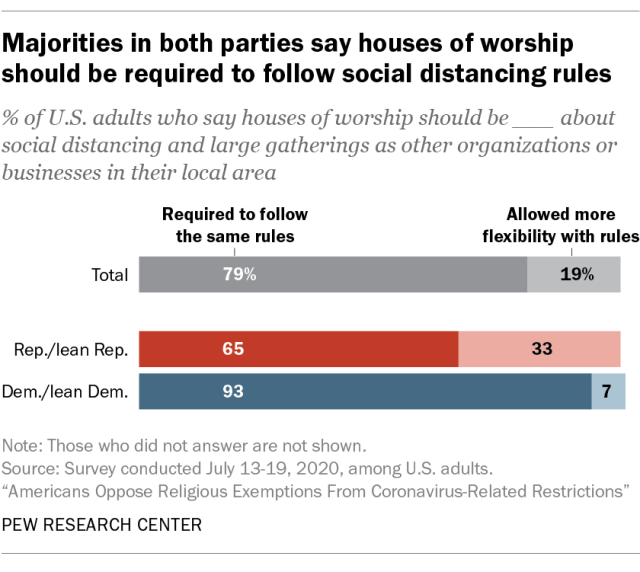 Majorities in both parties say houses of worship
should be required to follow social distancing rules
% of U.S. adults who say houses of worship should be ___ about
social distancing and large gatherings as other organizations or
businesses in their local area
Required to follow
the same rules
Allowed more
flexibility with rules
Total
79%
19%
Rep./lean Rep.
65
33
Dem./lean Dem.
93
7
Note: Those who did not answer are not shown.
Source: Survey conducted July 13-19, 2020, among U.S. adults.
“Americans Oppose Religious Exemptions From Coronavirus-Related Restrictions”
PEW RESEARCH CENTER